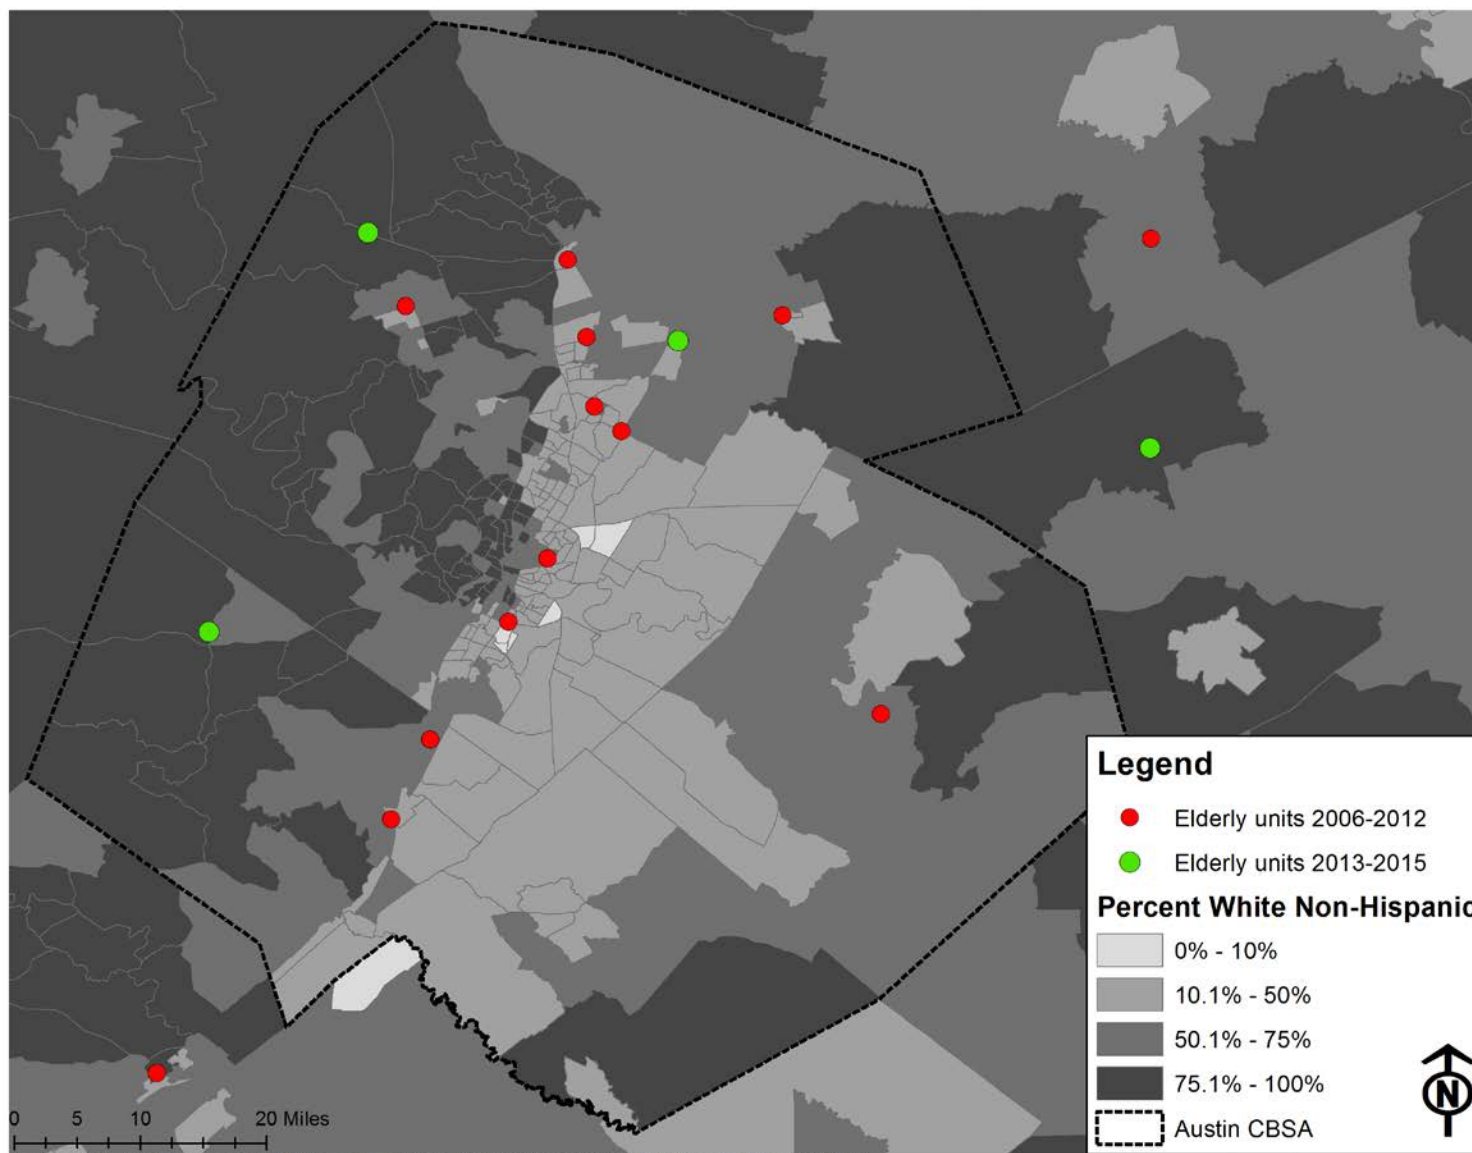 Legend
Elderly units 2006-2012
Elderly units 2013-2015
Percent White Non-Hispanic
0% - 10%
10.1% - 50%
50.1% - 75%
75.1% - 100%
Austin CBSA
N
0 5 10 20 Miles